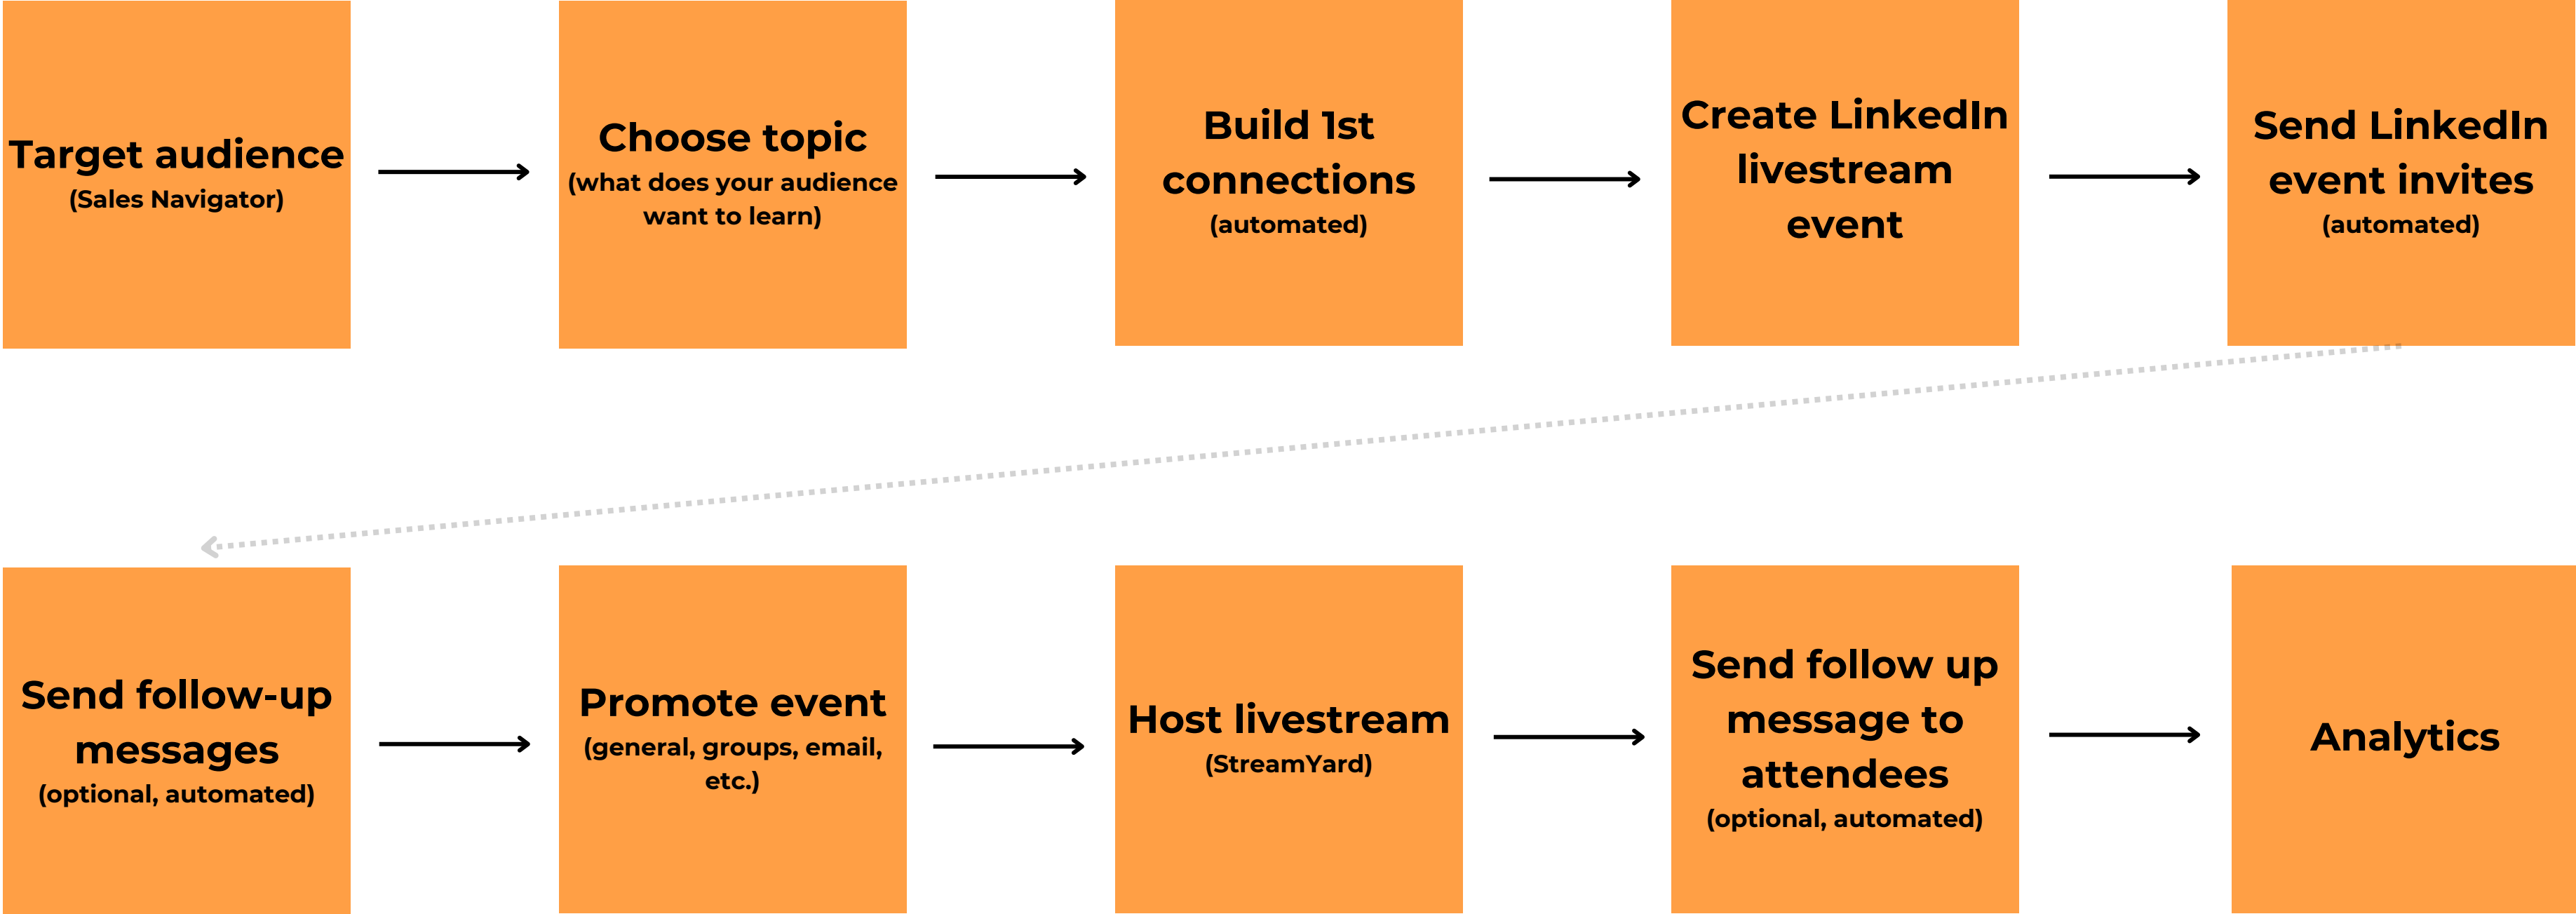 Target audience
(Sales Navigator)
Choose topic
(what does your audience
want to learn)
Build 1st
connections
(automated)
Create LinkedIn
livestream
event
Send LinkedIn
event invites
(automated)
Send follow-up
messages
(optional, automated)
Promote event
(general, groups, email,
etc.)
Host livestream
(StreamYard)
Send follow up
message to
attendees
(optional, automated)
Analytics